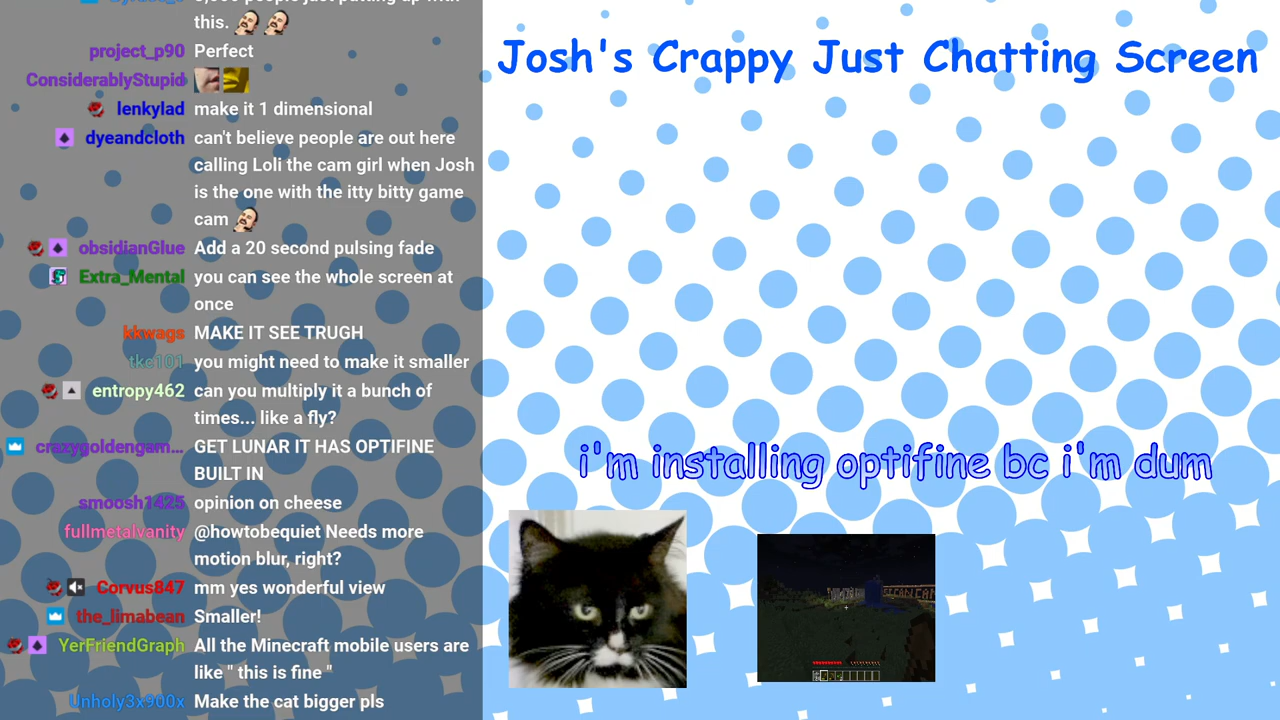 this.
project_p90 Perfect
ConsiderablyStupid
lenkylad make it 1 dimensional
dyeandcloth can't believe people are out here
calling Loli the cam girl when Josh
is the one with the itty bitty game
cam
obsidianGlue Add a 20 second pulsing fade
Extra_Mental you can see the whole screen at
once
kkwags MAKE IT SEE TRUGH
tkc101 you might need to make it smaller
entropy462 can you multiply it a bunch of
times... like a fly?
crazygoldengam... GET LUNAR IT HAS OPTIFINE
BUILT IN
smoosh1425 opinion on cheese
fullmetalvanity @howtobequiet Needs more
motion blur, right?
Corvus847 mm yes wonderful view
the_limabean Smaller!
YerFriendGraph All the Minecraft mobile users are
like " this is fine "
Unholy3x900x Make the cat bigger pls
Josh's Crappy Just Chatting Screen
i'm installing optifine bc i'm dum